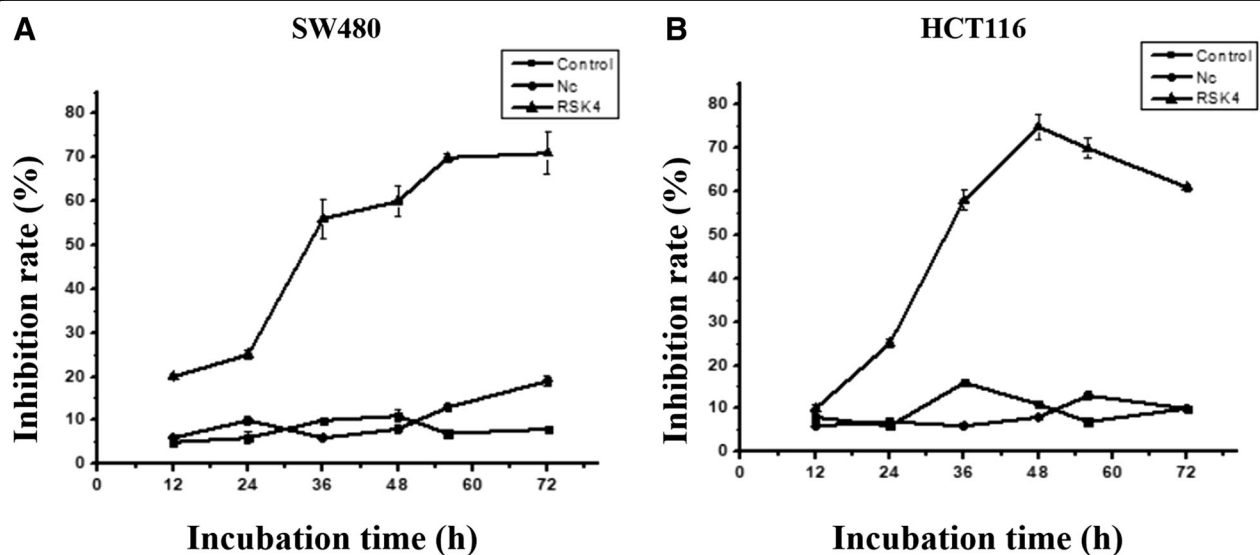 A
SW480
Control
Nc
RSK4
Inhibition rate (%)
80
70
60
50
40
30
20
10
0
0 12 24 36 48 60 72
Incubation time (h)
B
HCT116
Control
Nc
RSK4
Inhibition rate (%)
80
70
60
50
40
30
20
10
0
0 12 24 36 48 60 72
Incubation time (h)